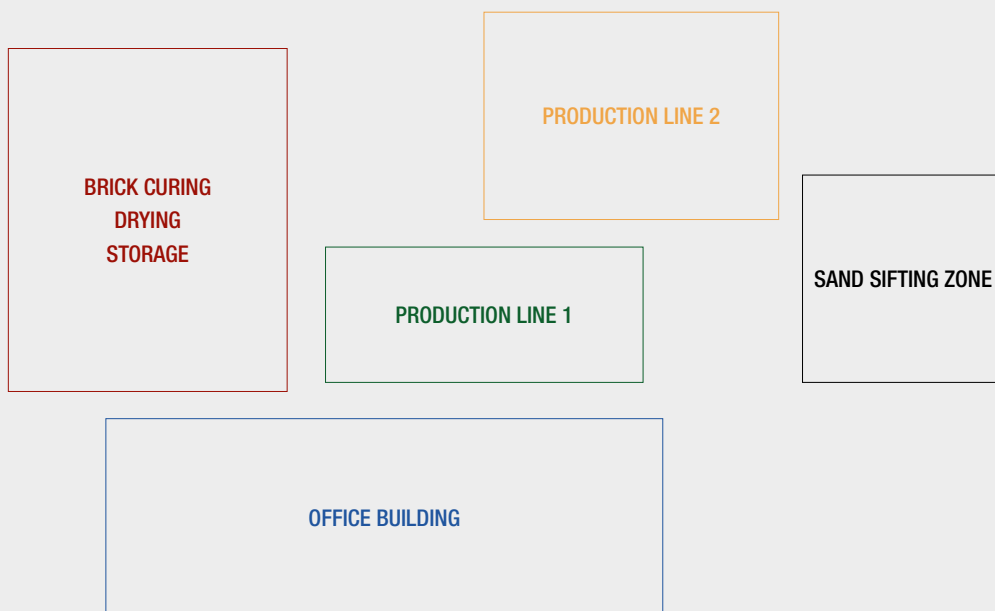 PRODUCTION LINE 2
BRICK CURING
DRYING
STORAGE
SAND SIFTING ZONE
PRODUCTION LINE 1
OFFICE BUILDING